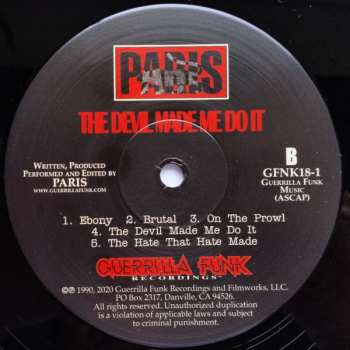 PARIS
THE DEVIL MADE ME DO IT
WRITTEN, PRODUCED
PERFORMED AND EDITED BY
PARIS
WWW.GUERRILLAFUNK.COM
B
GFNK18-1
GUERRILLA FUNK
MUSIC
(ASCAP)
1. Ebony 2. Brutal 3. On The Prowl
4. The Devil Made Me Do It
5. The Hate That Hate Made
GUERRILLA FUNK
RECORDINGS
℗ © 1990, 2020 Guerrilla Funk Recordings and Filmworks, LLC.
PO Box 2317, Danville, CA 94526.
All rights reserved. Unauthorized duplication
is a violation of applicable laws and subject
to criminal punishment.